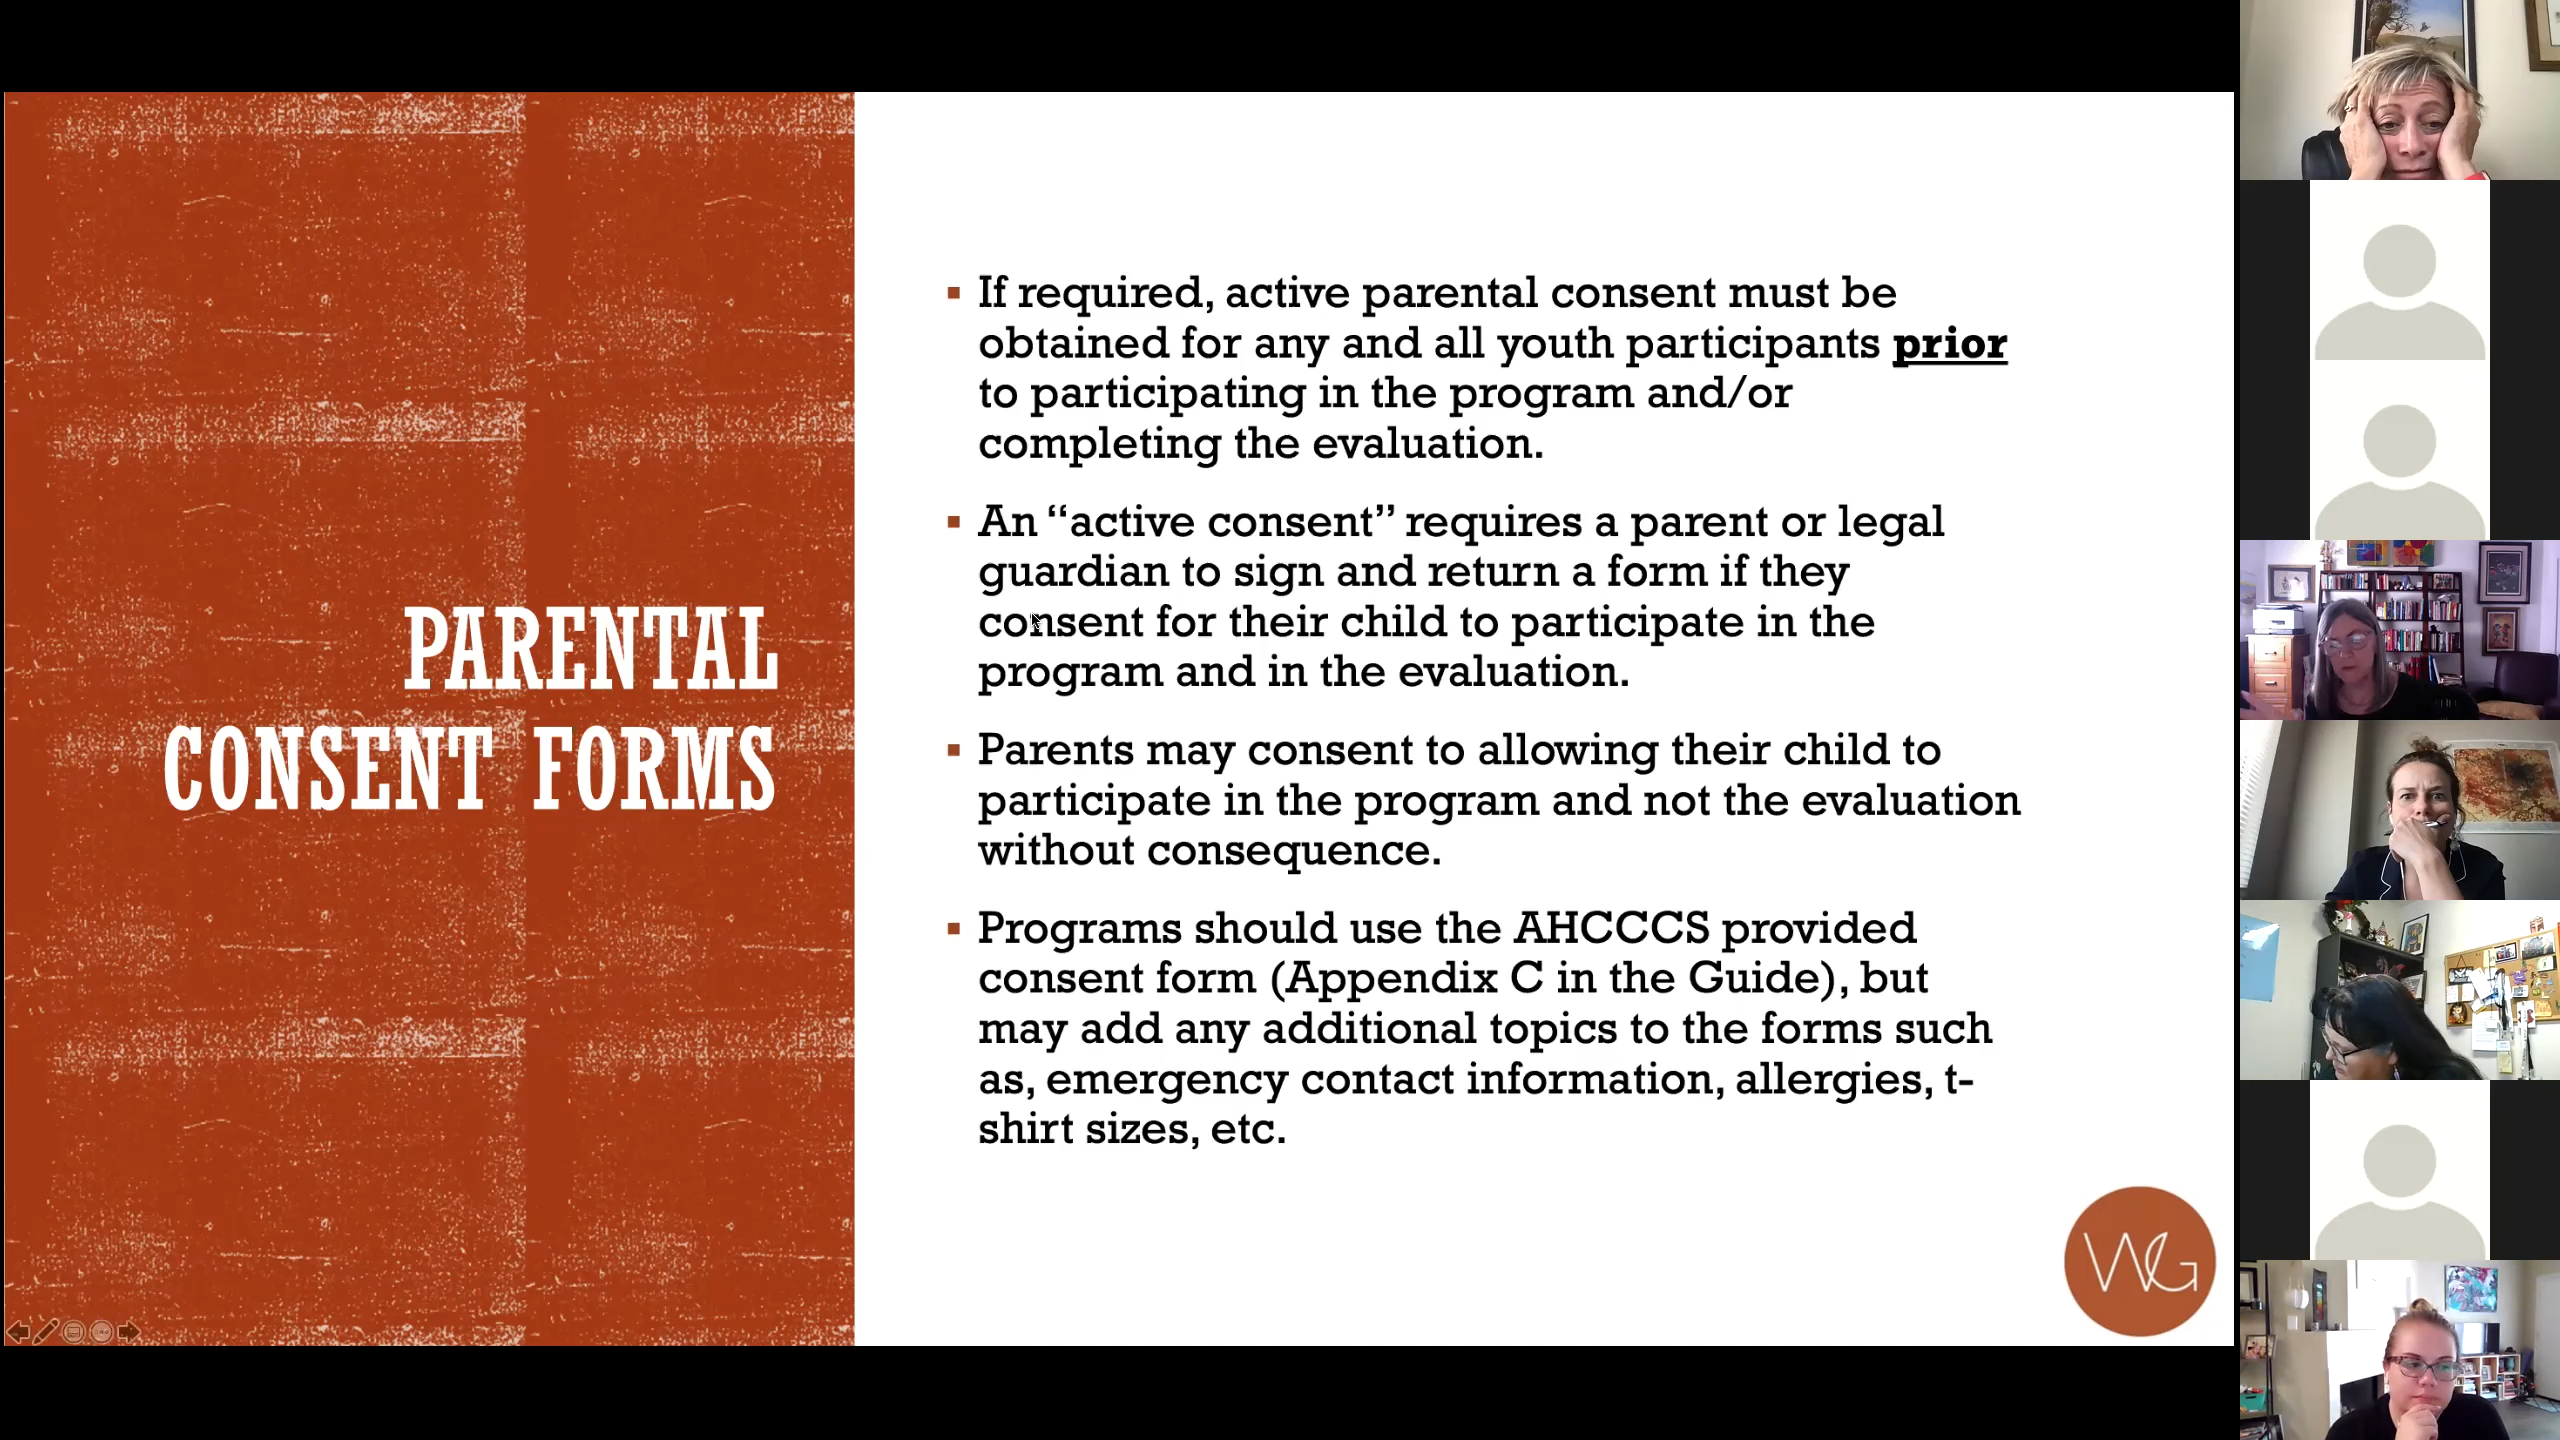 PARENTAL
CONSENT FORMS
▪ If required, active parental consent must be
obtained for any and all youth participants prior
to participating in the program and/or
completing the evaluation.
▪ An “active consent” requires a parent or legal
guardian to sign and return a form if they
consent for their child to participate in the
program and in the evaluation.
▪ Parents may consent to allowing their child to
participate in the program and not the evaluation
without consequence.
▪ Programs should use the AHCCCS provided
consent form (Appendix C in the Guide), but
may add any additional topics to the forms such
as, emergency contact information, allergies, t-
shirt sizes, etc.
WG